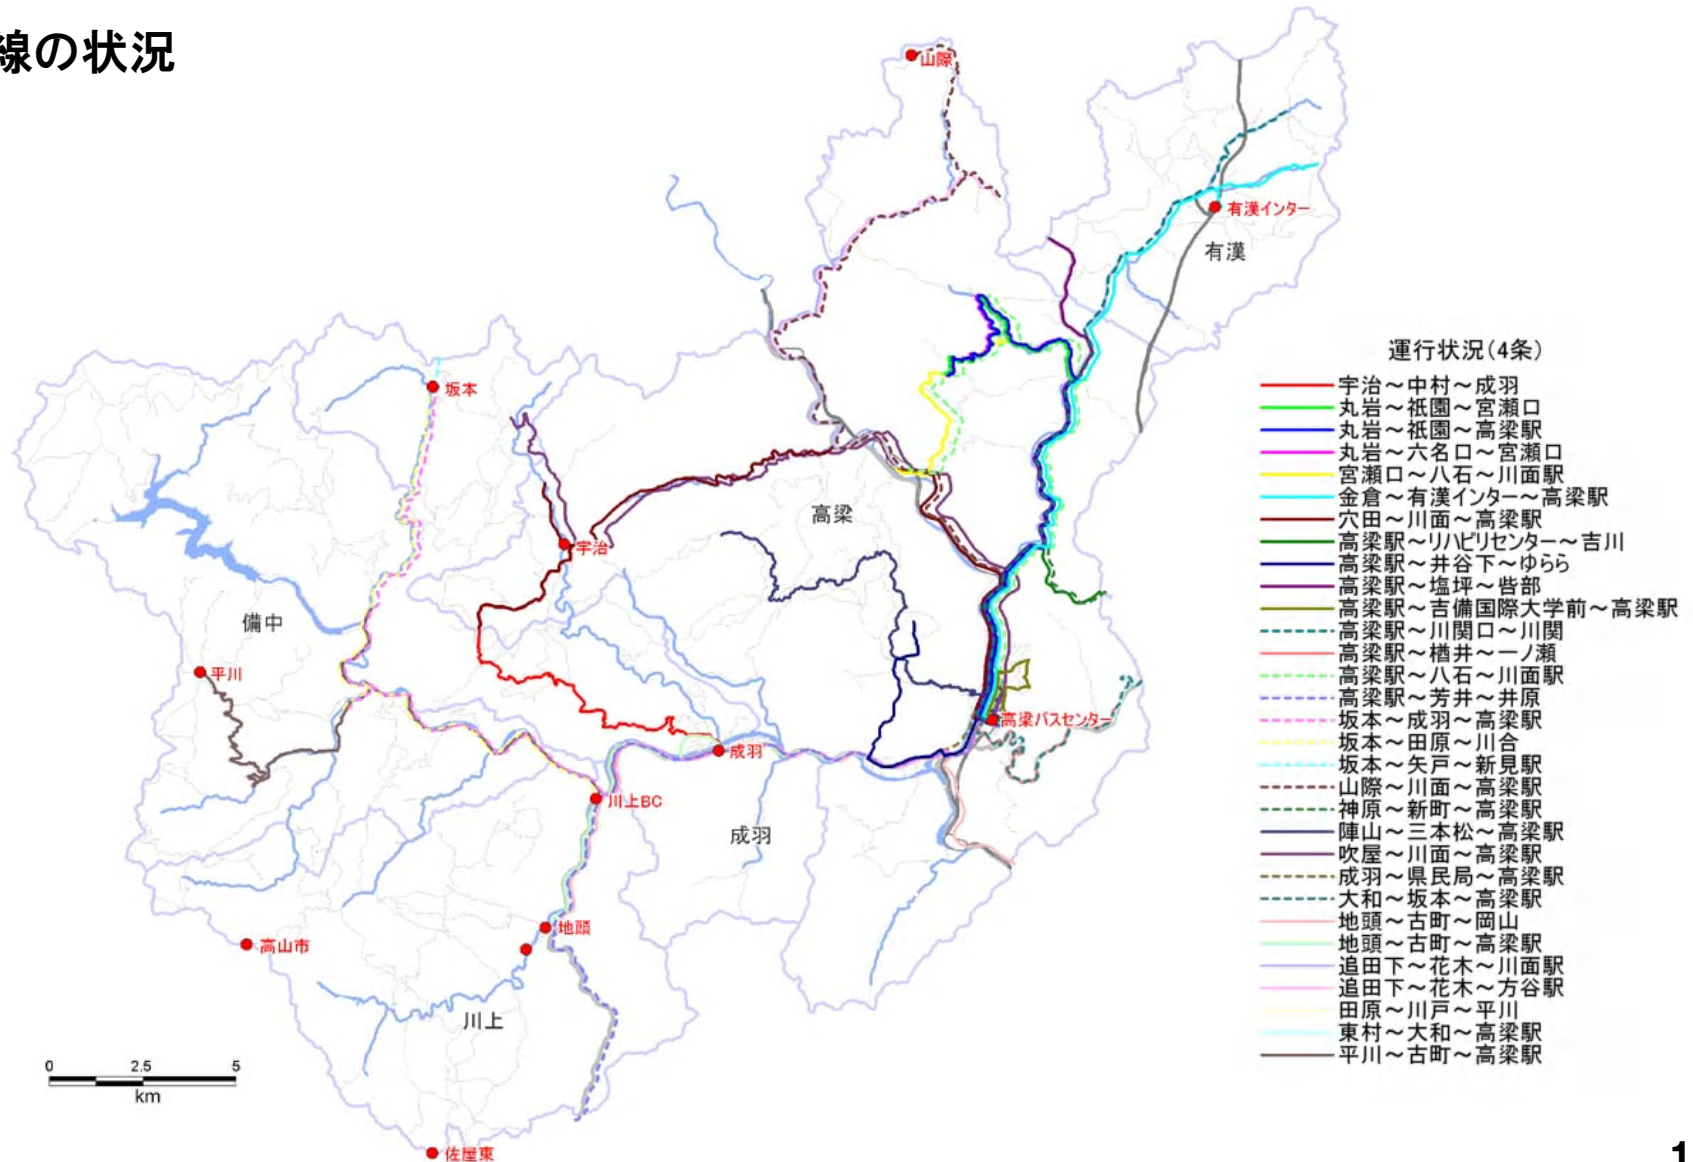 線の状況
山際
有漢インター
有漢
坂本
宇治
高梁
備中
平川
高梁バスセンター
成羽
川上BC
成羽
地頭
高山市
川上
佐屋東
0 2.5 5
km
運行状況(4条)
宇治~中村~成羽
丸岩~祇園~宮瀬口
丸岩~祇園~高梁駅
丸岩~六名口~宮瀬口
宮瀬口~八石~川面駅
金倉~有漢インター~高梁駅
穴田~川面~高梁駅
高梁駅~リハビリセンター~吉川
高梁駅~井谷下~ゆらら
高梁駅~塩坪~呰部
高梁駅~吉備国際大学前~高梁駅
高梁駅~川関口~川関
高梁駅~楢井~一ノ瀬
高梁駅~八石~川面駅
高梁駅~芳井~井原
坂本~成羽~高梁駅
坂本~田原~川合
坂本~矢戸~新見駅
山際~川面~高梁駅
神原~新町~高梁駅
陣山~三本松~高梁駅
吹屋~川面~高梁駅
成羽~県民局~高梁駅
大和~坂本~高梁駅
地頭~古町~岡山
地頭~古町~高梁駅
追田下~花木~川面駅
追田下~花木~方谷駅
田原~川戸~平川
東村~大和~高梁駅
平川~古町~高梁駅
1